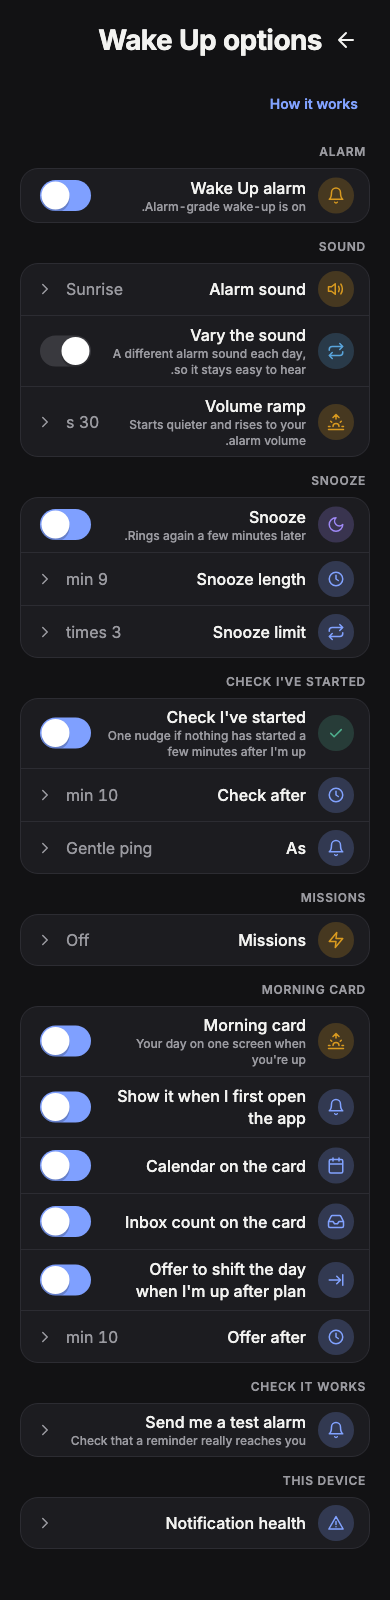 Wake Up options
How it works
ALARM
Wake Up alarm
.Alarm-grade wake-up is on
SOUND
Alarm sound
Sunrise
Vary the sound
A different alarm sound each day,
.so it stays easy to hear
Volume ramp
s 30
Starts quieter and rises to your
.alarm volume
SNOOZE
Snooze
.Rings again a few minutes later
Snooze length
min 9
Snooze limit
times 3
CHECK I'VE STARTED
Check I've started
One nudge if nothing has started a
few minutes after I'm up
Check after
min 10
As
Gentle ping
MISSIONS
Missions
Off
MORNING CARD
Morning card
Your day on one screen when
you're up
Show it when I first open
the app
Calendar on the card
Inbox count on the card
Offer to shift the day
when I'm up after plan
Offer after
min 10
CHECK IT WORKS
Send me a test alarm
Check that a reminder really reaches you
THIS DEVICE
Notification health